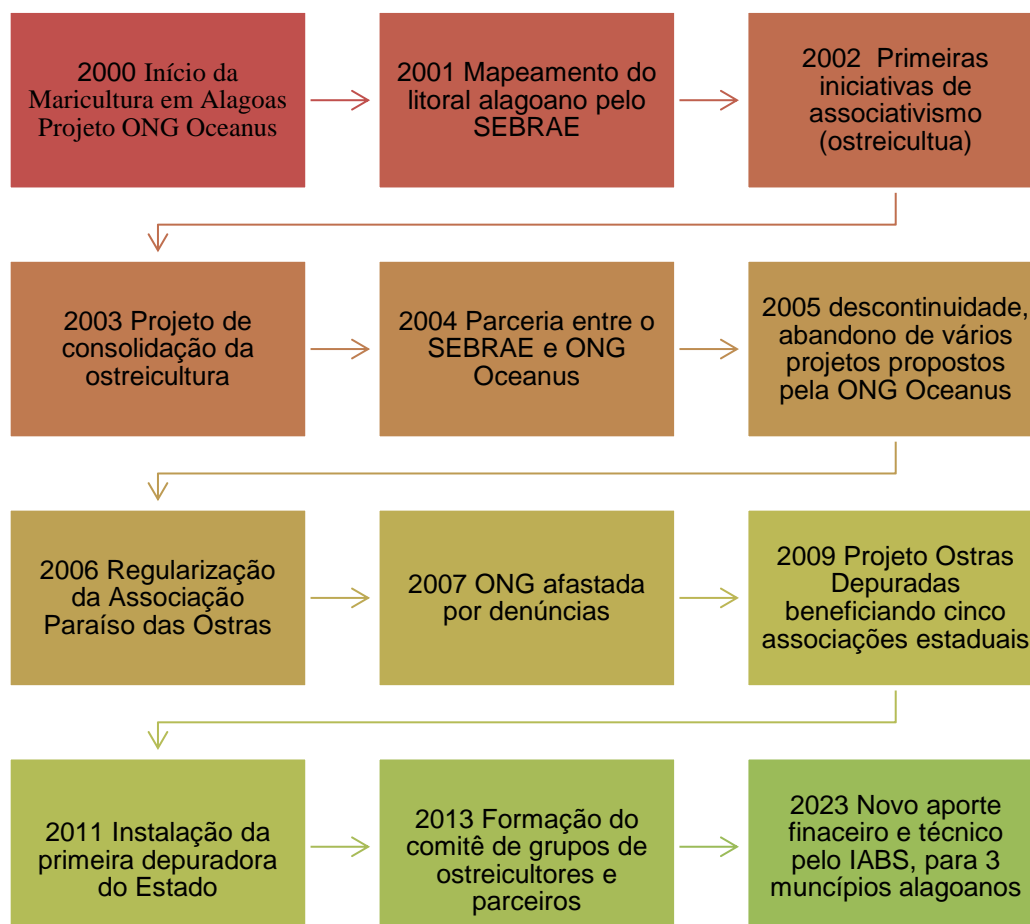 2000 Início da
Maricultura em Alagoas
Projeto ONG Oceanus
2001 Mapeamento do
litoral alagoano pelo
SEBRAE
2002 Primeiras
iniciativas de
associativismo
(ostreicultua)
2003 Projeto de
consolidação da
ostreicultura
2004 Parceria entre o
SEBRAE e ONG
Oceanus
2005 descontinuidade,
abandono de vários
projetos propostos
pela ONG Oceanus
2006 Regularização
da Associação
Paraíso das Ostras
2007 ONG afastada
por denúncias
2009 Projeto Ostras
Depuradas
beneficiando cinco
associações estaduais
2011 Instalação da
primeira depuradora
do Estado
2013 Formação do
comitê de grupos de
ostreicultores e
parceiros
2023 Novo aporte
finaceiro e técnico
pelo IABS, para 3
muncípios alagoanos